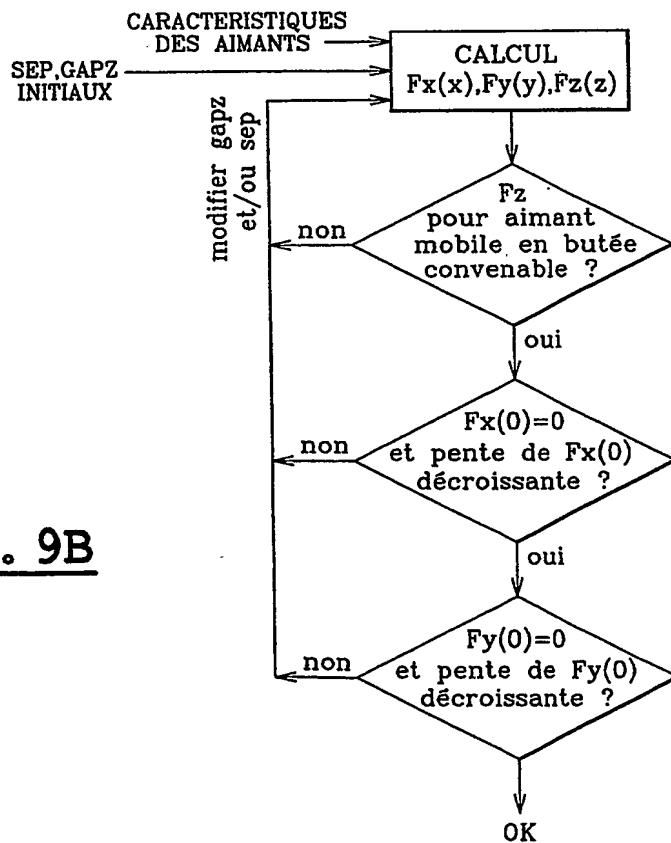 CARACTERISTIQUES
DES AIMANTS
SEP,GAPZ
INITIAUX
CALCUL
Fx(x),Fy(y),Fz(z)
modifier gapz
et/ou sep
Fz
pour aimant
mobile en butée
convenable ?
non
oui
Fx(0)=0
et pente de Fx(0)
décroissante ?
non
oui
. 9B
Fy(0)=0
et pente de Fy(0)
décroissante ?
non
OK